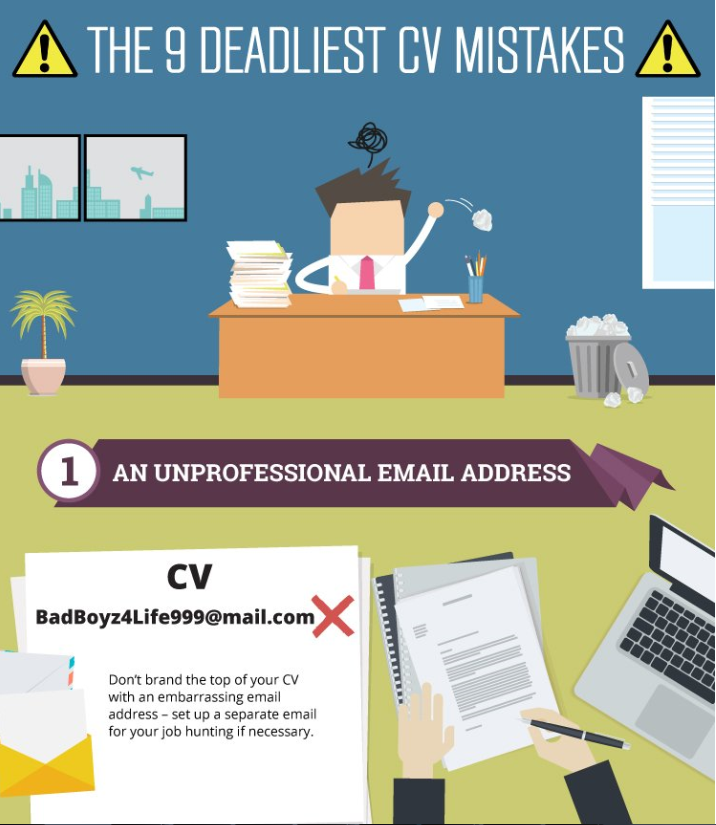 THE 9 DEADLIEST CV MISTAKES
1 AN UNPROFESSIONAL EMAIL ADDRESS
CV
BadBoyz4Life999@mail.com
Don't brand the top of your CV
with an embarrassing email
address – set up a separate email
for your job hunting if necessary.